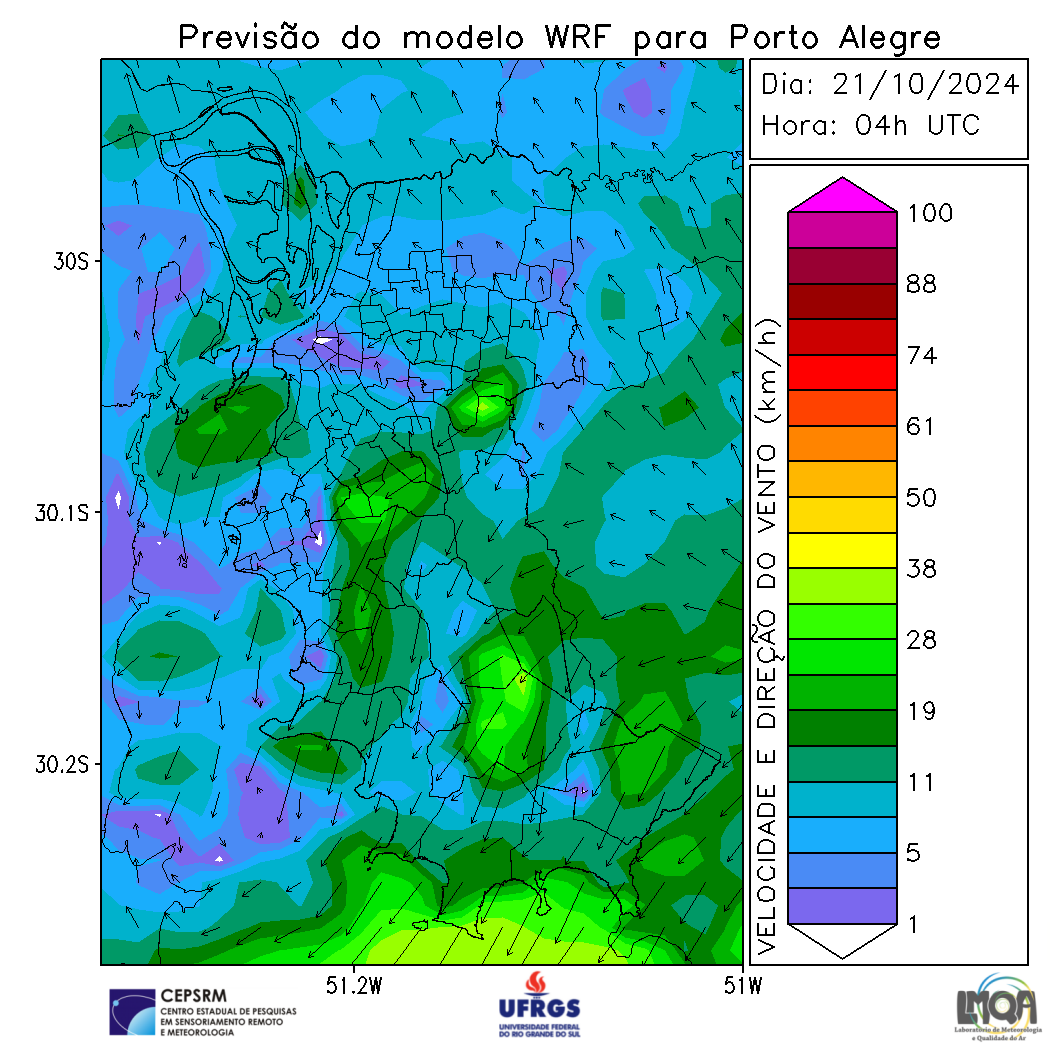 Previsão do modelo WRF para Porto Alegre
Dia: 21/10/2024
Hora: 04h UTC
30S
30.1S
30.2S
51.2W
51W
VELOCIDADE E DIREÇÃO DO VENTO (km/h)
100
88
74
61
50
38
28
19
11
5
1
CEPSRM
CENTRO ESTADUAL DE PESQUISAS
EM SENSORIAMENTO REMOTO
E METEOROLOGIA
UFRGS
UNIVERSIDADE FEDERAL
DO RIO GRANDE DO SUL
LMQA
Laboratório de Meteorologia
e Qualidade do Ar